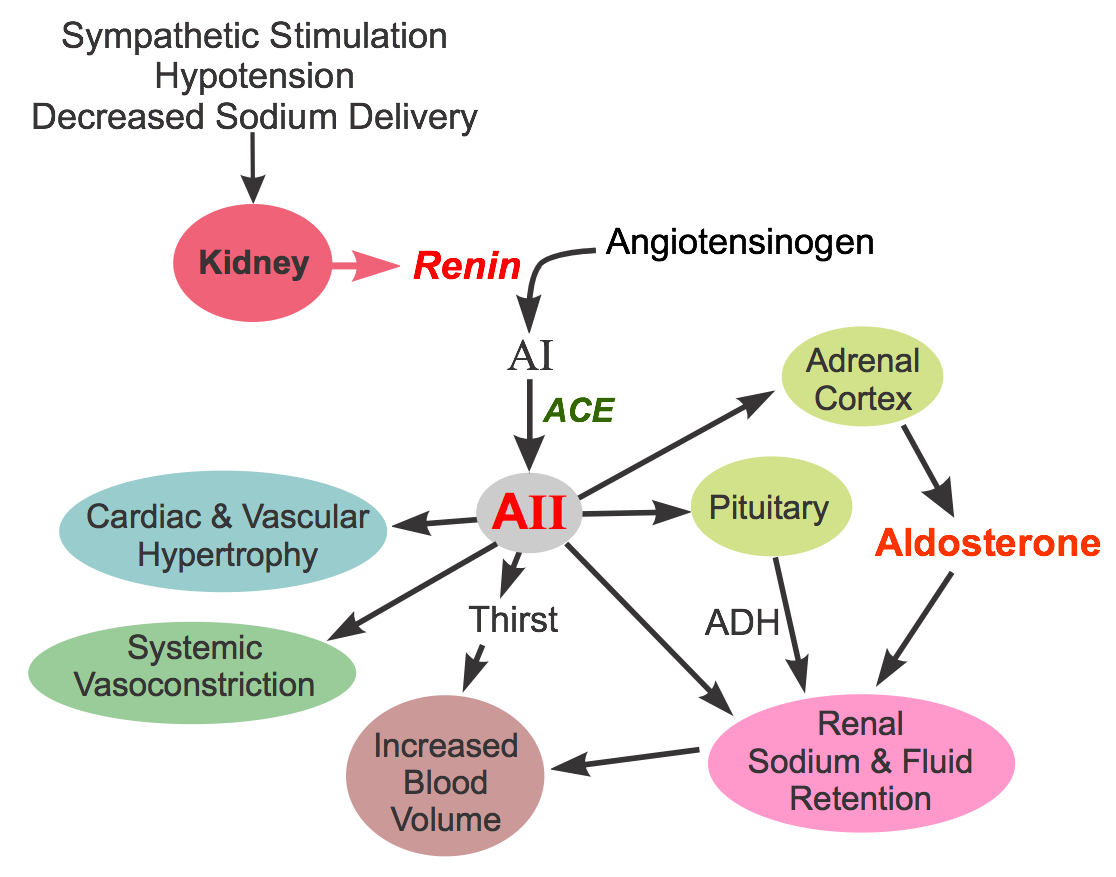 Sympathetic Stimulation
Hypotension
Decreased Sodium Delivery
Kidney
Renin
Angiotensinogen
AI
ACE
Adrenal
Cortex
AII
Pituitary
Cardiac & Vascular
Hypertrophy
Aldosterone
Thirst
ADH
Systemic
Vasoconstriction
Increased
Blood
Volume
Renal
Sodium & Fluid
Retention